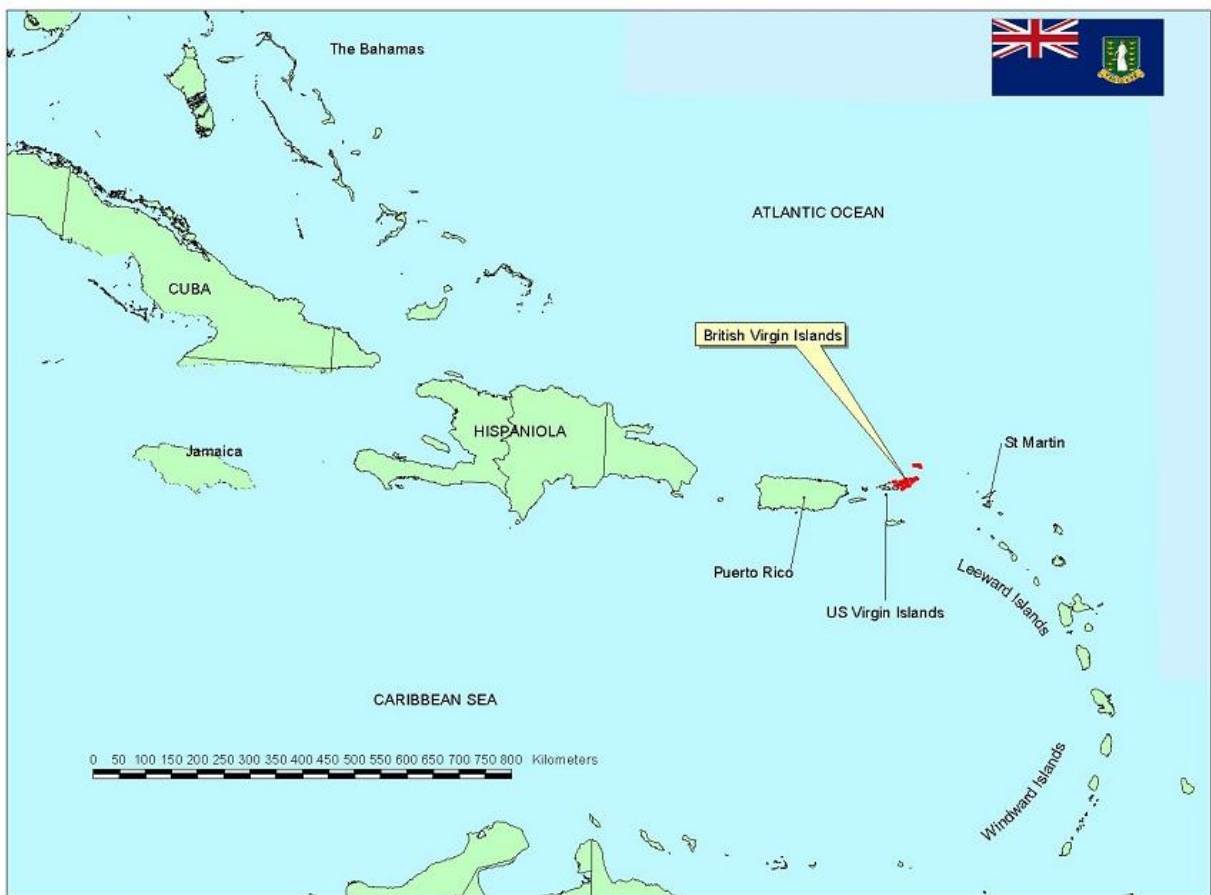 The Bahamas
ATLANTIC OCEAN
CUBA
British Virgin Islands
HISPANIOLA
Jamaica
St Martin
Puerto Rico
Leeward Islands
US Virgin Islands
CARIBBEAN SEA
0 50 100 150 200 250 300 350 400 450 500 550 600 650 700 750 800 Kilometers
Windward Islands